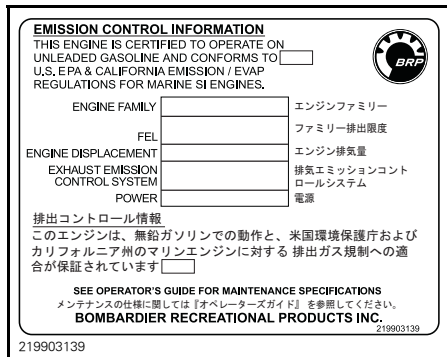 EMISSION CONTROL INFORMATION
THIS ENGINE IS CERTIFIED TO OPERATE ON
UNLEADED GASOLINE AND CONFORMS TO
U.S. EPA & CALIFORNIA EMISSION / EVAP
REGULATIONS FOR MARINE SI ENGINES.
BRP
ENGINE FAMILY エンジンファミリー
FEL ファミリー排出限度
ENGINE DISPLACEMENT エンジン排気量
EXHAUST EMISSION 排気エミッションコント
CONTROL SYSTEM ロールシステム
POWER 電源
排出コントロール情報
このエンジンは、無鉛ガソリンでの動作と、米国環境保護庁および
カリフォルニア州のマリンエンジンに対する 排出ガス規制への適
合が保証されています
SEE OPERATOR'S GUIDE FOR MAINTENANCE SPECIFICATIONS
メンテナンスの仕様に関しては『オペレーターズガイド』 を参照してください。
BOMBARDIER RECREATIONAL PRODUCTS INC.
219903139
219903139